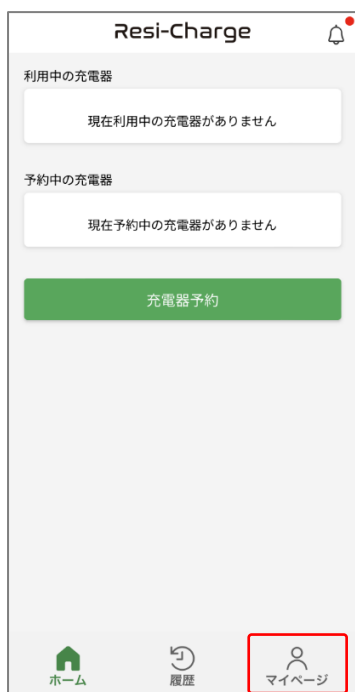 Resi-Charge
利用中の充電器
現在利用中の充電器がありません
予約中の充電器
現在予約中の充電器がありません
充電器予約
ホーム
履歴
マイページ